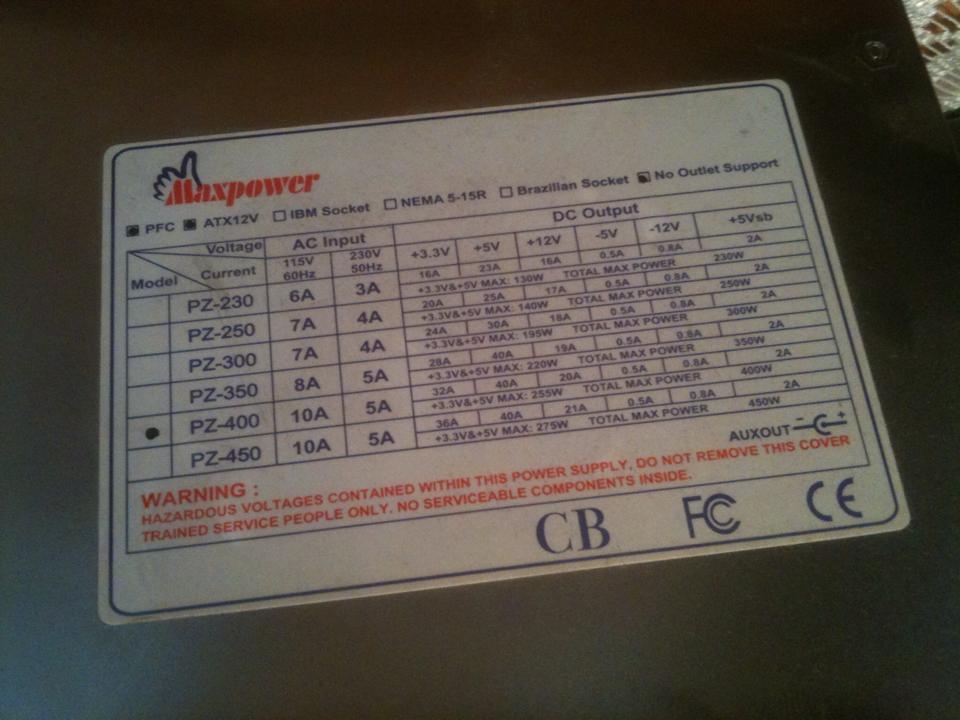 Maxpower
PFC ATX12V IBM Socket NEMA 5-15R Brazilian Socket No Outlet Support
Voltage AC Input DC Output
Model Current 115V 60Hz 230V 50Hz +3.3V +5V +12V -5V -12V +5Vsb
PZ-230 6A 3A 16A 23A 16A 0.5A 0.8A 2A
+3.3V&+5V MAX: 130W TOTAL MAX POWER 230W
PZ-250 7A 4A 20A 25A 17A 0.5A 0.8A 2A
+3.3V&+5V MAX: 140W TOTAL MAX POWER 250W
PZ-300 7A 4A 24A 30A 18A 0.5A 0.8A 2A
+3.3V&+5V MAX: 195W TOTAL MAX POWER 300W
PZ-350 8A 5A 28A 40A 19A 0.5A 0.8A 2A
+3.3V&+5V MAX: 220W TOTAL MAX POWER 350W
PZ-400 10A 5A 32A 40A 20A 0.5A 0.8A 2A
+3.3V&+5V MAX: 255W TOTAL MAX POWER 400W
PZ-450 10A 5A 36A 40A 21A 0.5A 0.8A 2A
+3.3V&+5V MAX: 275W TOTAL MAX POWER 450W
AUXOUT - +
WARNING :
HAZARDOUS VOLTAGES CONTAINED WITHIN THIS POWER SUPPLY, DO NOT REMOVE THIS COVER
TRAINED SERVICE PEOPLE ONLY. NO SERVICEABLE COMPONENTS INSIDE.
CB FC CE